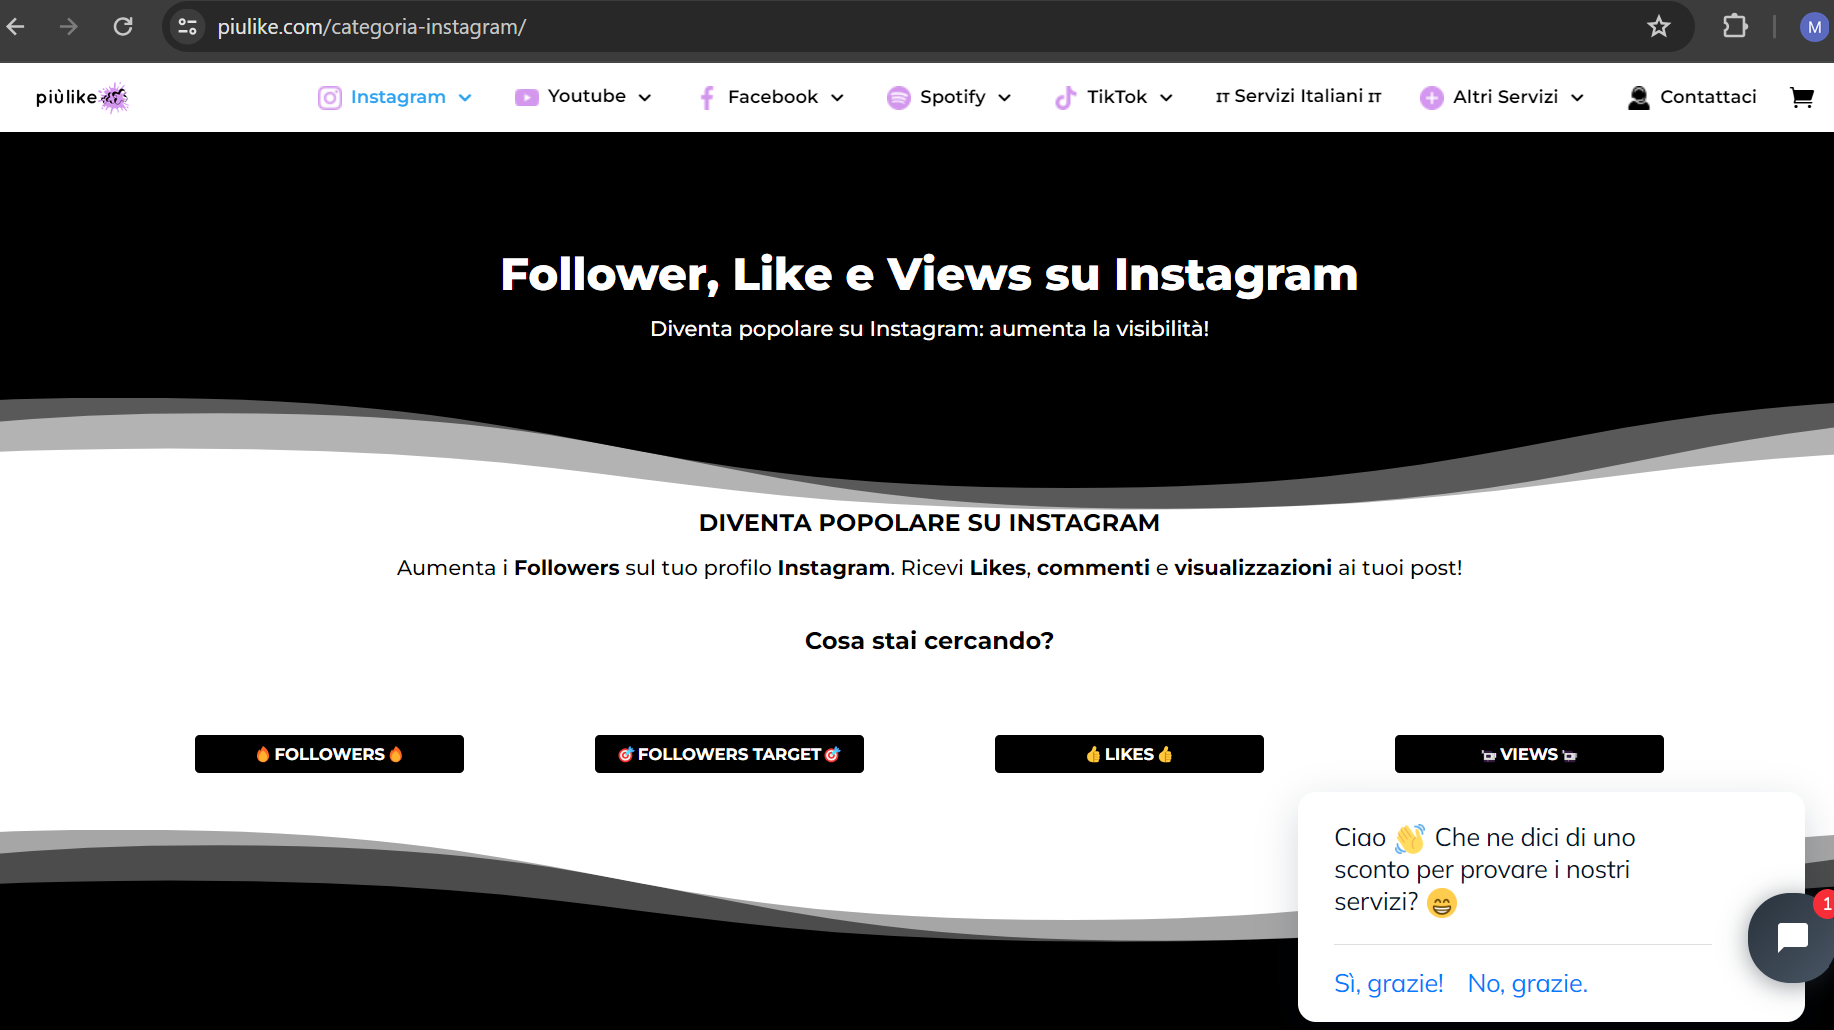 piulike.com/categoria-instagram/
M
piùlike
Instagram
Youtube
Facebook
Spotify
TikTok
IT Servizi Italiani IT
Altri Servizi
Contattaci
Follower, Like e Views su Instagram
Diventa popolare su Instagram: aumenta la visibilità!
DIVENTA POPOLARE SU INSTAGRAM
Aumenta i Followers sul tuo profilo Instagram. Ricevi Likes, commenti e visualizzazioni ai tuoi post!
Cosa stai cercando?
🔥FOLLOWERS🔥
🎯FOLLOWERS TARGET🎯
👍LIKES👍
VIEWS
Ciao 👋 Che ne dici di uno
sconto per provare i nostri
servizi? 😁
Sì, grazie!
No, grazie.
1